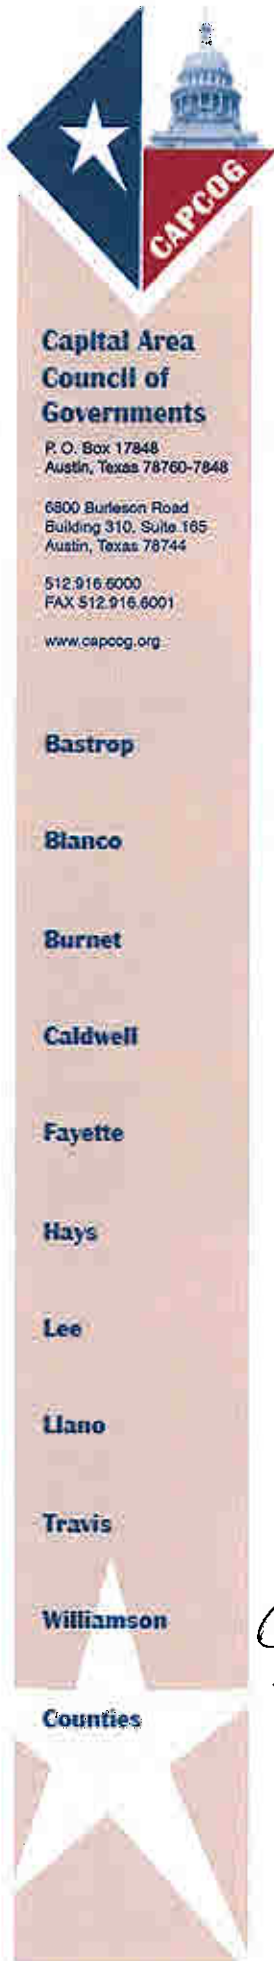 CAPCOG
Capital Area
Council of
Governments
P.O. Box 17848
Austin, Texas 78760-7848
6800 Burleson Road
Building 310, Suite 165
Austin, Texas 78744
512.916.6000
FAX 512.916.6001
www.capcog.org
Bastrop
Blanco
Burnet
Caldwell
Fayette
Hays
Lee
Llano
Travis
Williamson
Counties